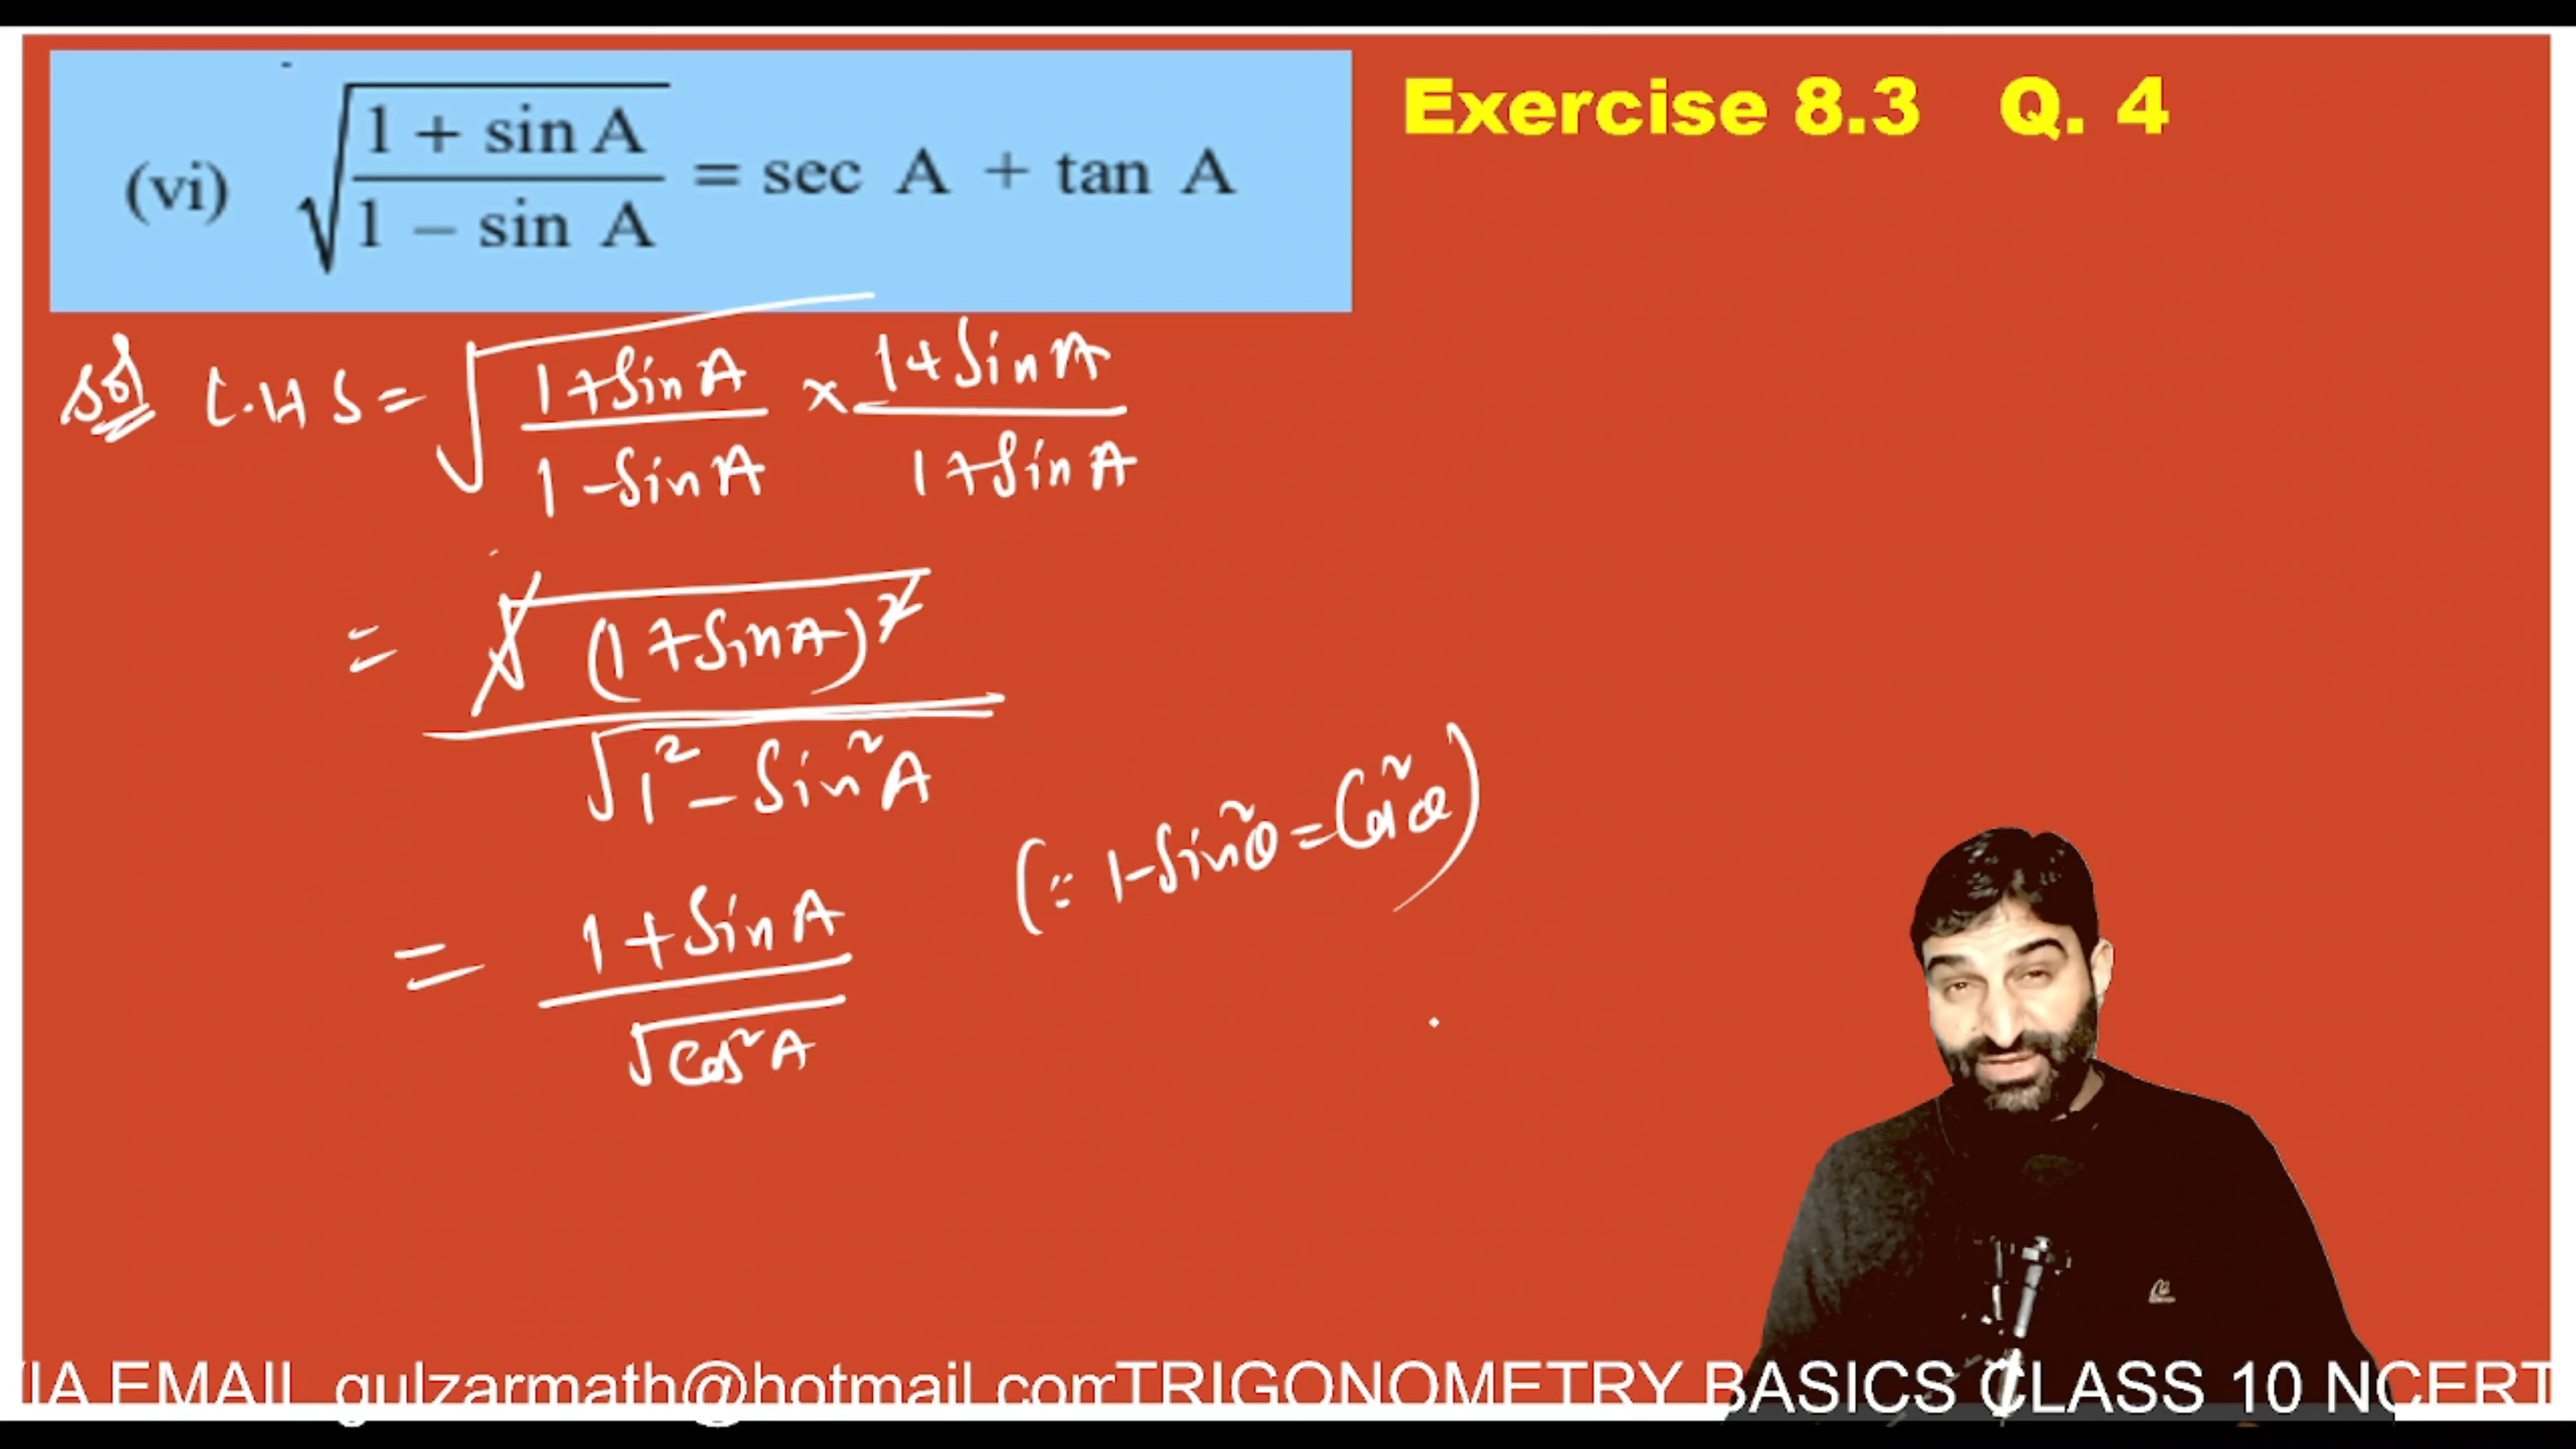 Exercise 8.3 Q. 4
(vi) √((1 + sin A)/(1 – sin A)) = sec A + tan A
Sol L.H S = √((1+SinA)/(1-SinA) × (1+SinA)/(1+SinA))
= √(1+SinA)² / √(1²-Sin²A)
(∵ 1-Sin²θ = Cos²θ)
= (1+SinA) / √Cos²A
VIA EMAIL gulzarmath@hotmail.com TRIGONOMETRY BASICS CLASS 10 NCERT